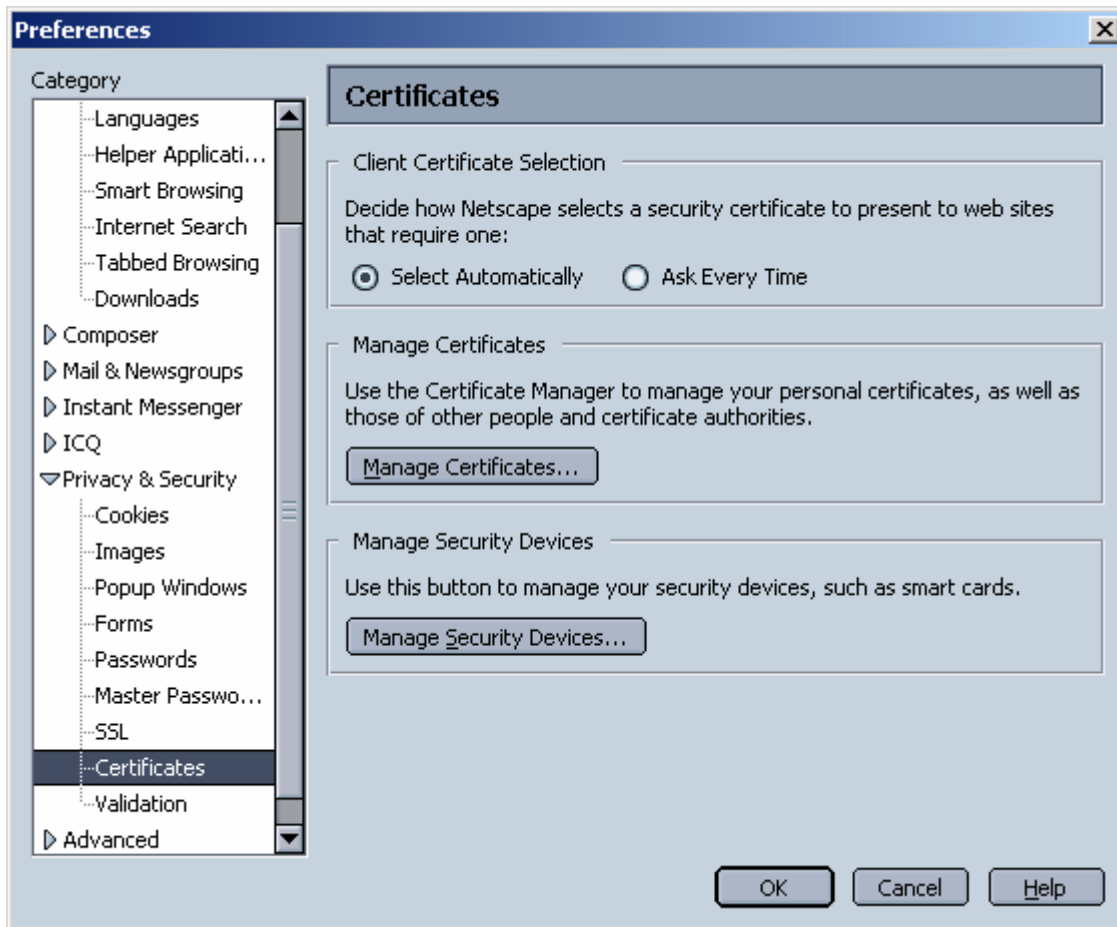 Preferences
Category
Languages
Helper Applicati...
Smart Browsing
Internet Search
Tabbed Browsing
Downloads
Composer
Mail & Newsgroups
Instant Messenger
ICQ
Privacy & Security
Cookies
Images
Popup Windows
Forms
Passwords
Master Passwo...
SSL
Certificates
Validation
Advanced
Certificates
Client Certificate Selection
Decide how Netscape selects a security certificate to present to web sites
that require one:
Select Automatically Ask Every Time
Manage Certificates
Use the Certificate Manager to manage your personal certificates, as well as
those of other people and certificate authorities.
Manage Certificates...
Manage Security Devices
Use this button to manage your security devices, such as smart cards.
Manage Security Devices...
OK Cancel Help